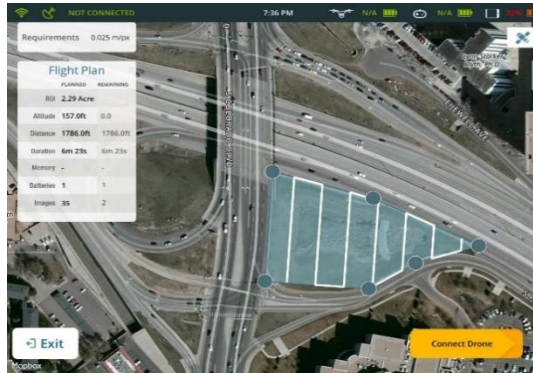 NOT CONNECTED
7:36 PM
N/A
N/A
22%
Requirements 0.025 m/px
Flight Plan
PLANNED REMAINING
ROI 2.29 Acre
Altitude 157.0ft 0.0
Distance 1786.0ft 1786.0ft
Duration 6m 23s 6m 23s
Memory - -
Batteries 1 1
Images 35 2
Exit
Connect Drone
Mapbox